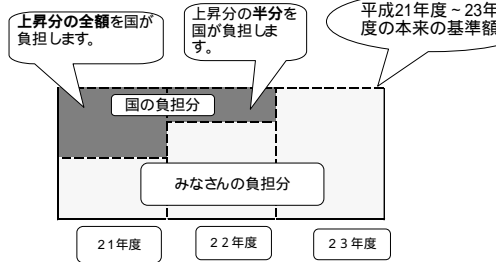 上昇分の全額を国が
負担します。
上昇分の半分を
国が負担しま
す。
平成21年度～23年
度の本来の基準額
国の負担分
みなさんの負担分
21年度
22年度
23年度